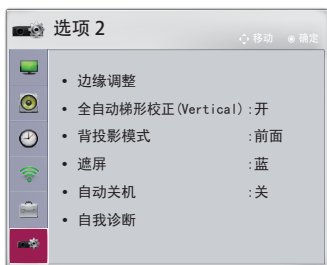 选项 2
移动 确定
• 边缘调整
• 全自动梯形校正(Vertical):开
• 背投影模式 :前面
• 遮屏 :蓝
• 自动关机 :关
• 自我诊断